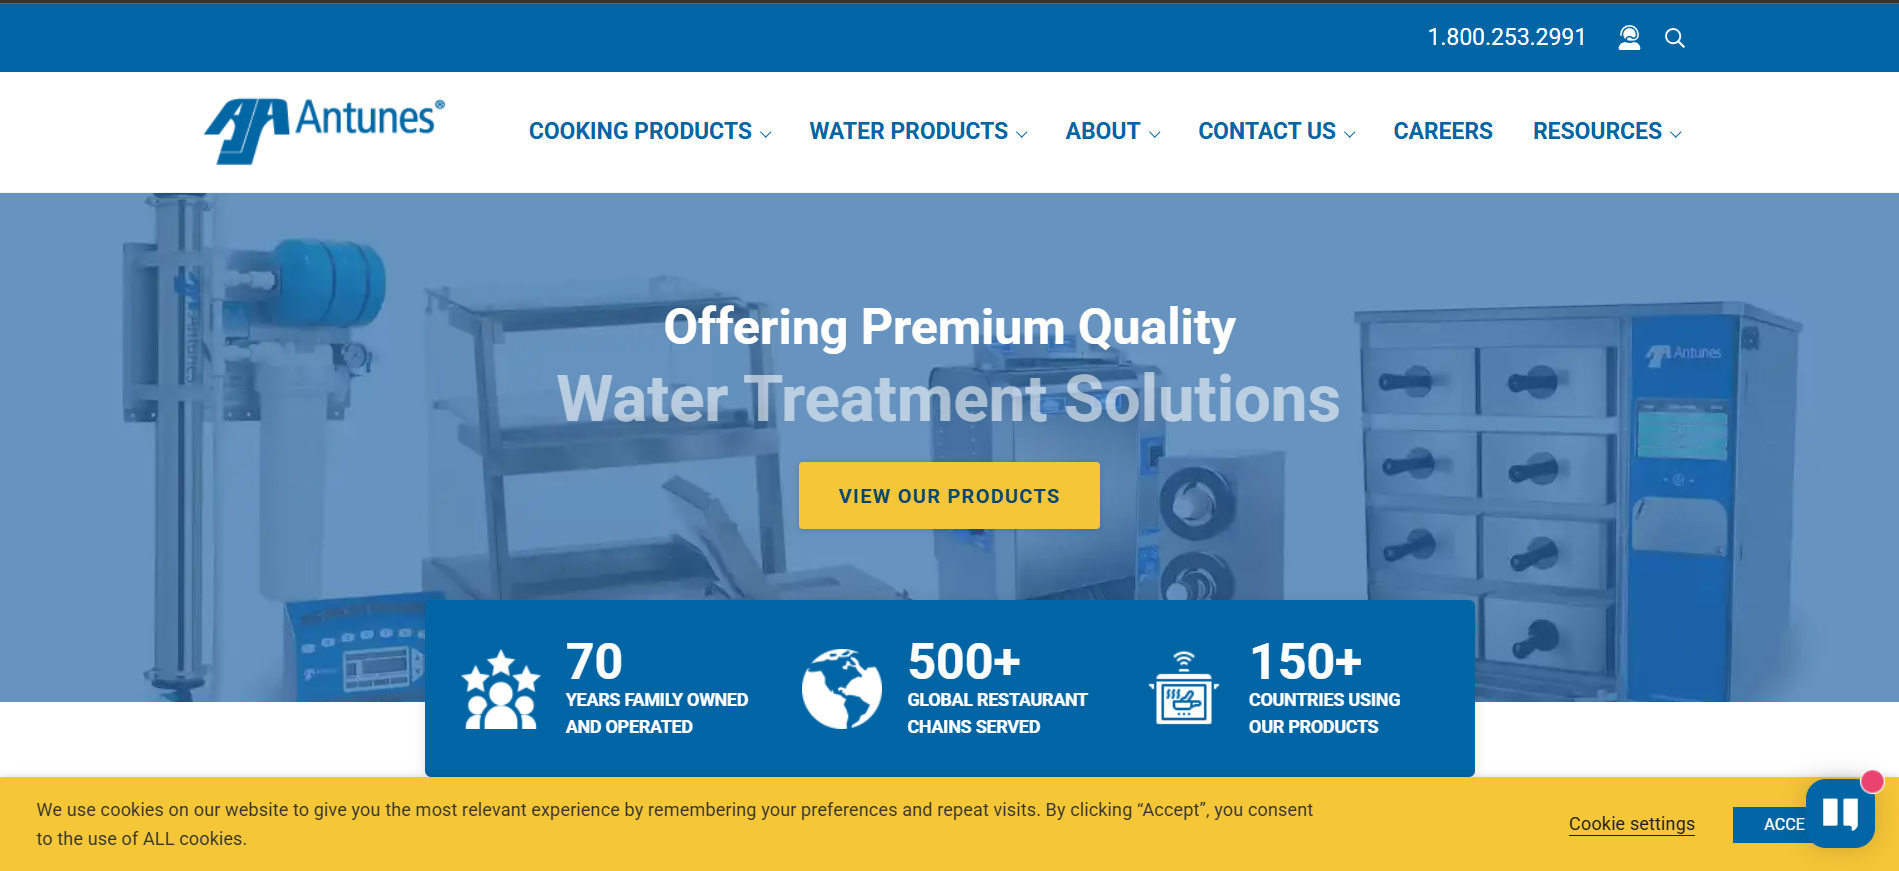 1.800.253.2991
Antunes®
COOKING PRODUCTS
WATER PRODUCTS
ABOUT
CONTACT US
CAREERS
RESOURCES
Antunes
Antunes
Offering Premium Quality
Water Treatment Solutions
VIEW OUR PRODUCTS
70
YEARS FAMILY OWNED
AND OPERATED
500+
GLOBAL RESTAURANT
CHAINS SERVED
150+
COUNTRIES USING
OUR PRODUCTS
We use cookies on our website to give you the most relevant experience by remembering your preferences and repeat visits. By clicking “Accept”, you consent
to the use of ALL cookies.
Cookie settings
ACCE